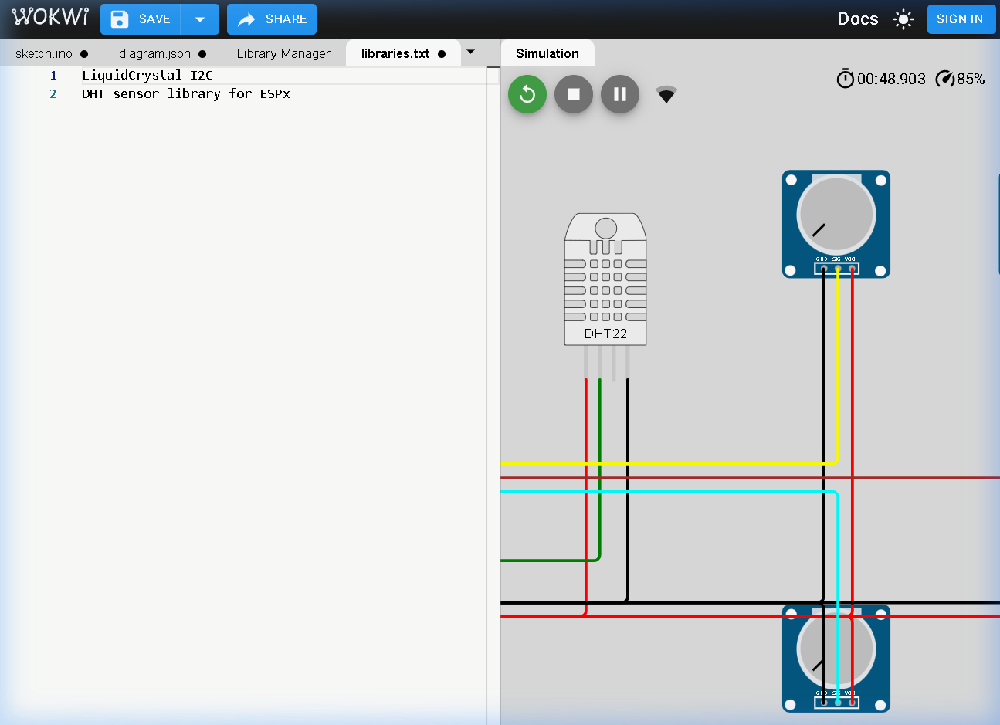 WOKWI SAVE SHARE Docs SIGN IN
sketch.ino diagram.json Library Manager libraries.txt Simulation
1 LiquidCrystal I2C
2 DHT sensor library for ESPx
00:48.903 85%
GND SIG VCC
DHT22
GND SIG VCC